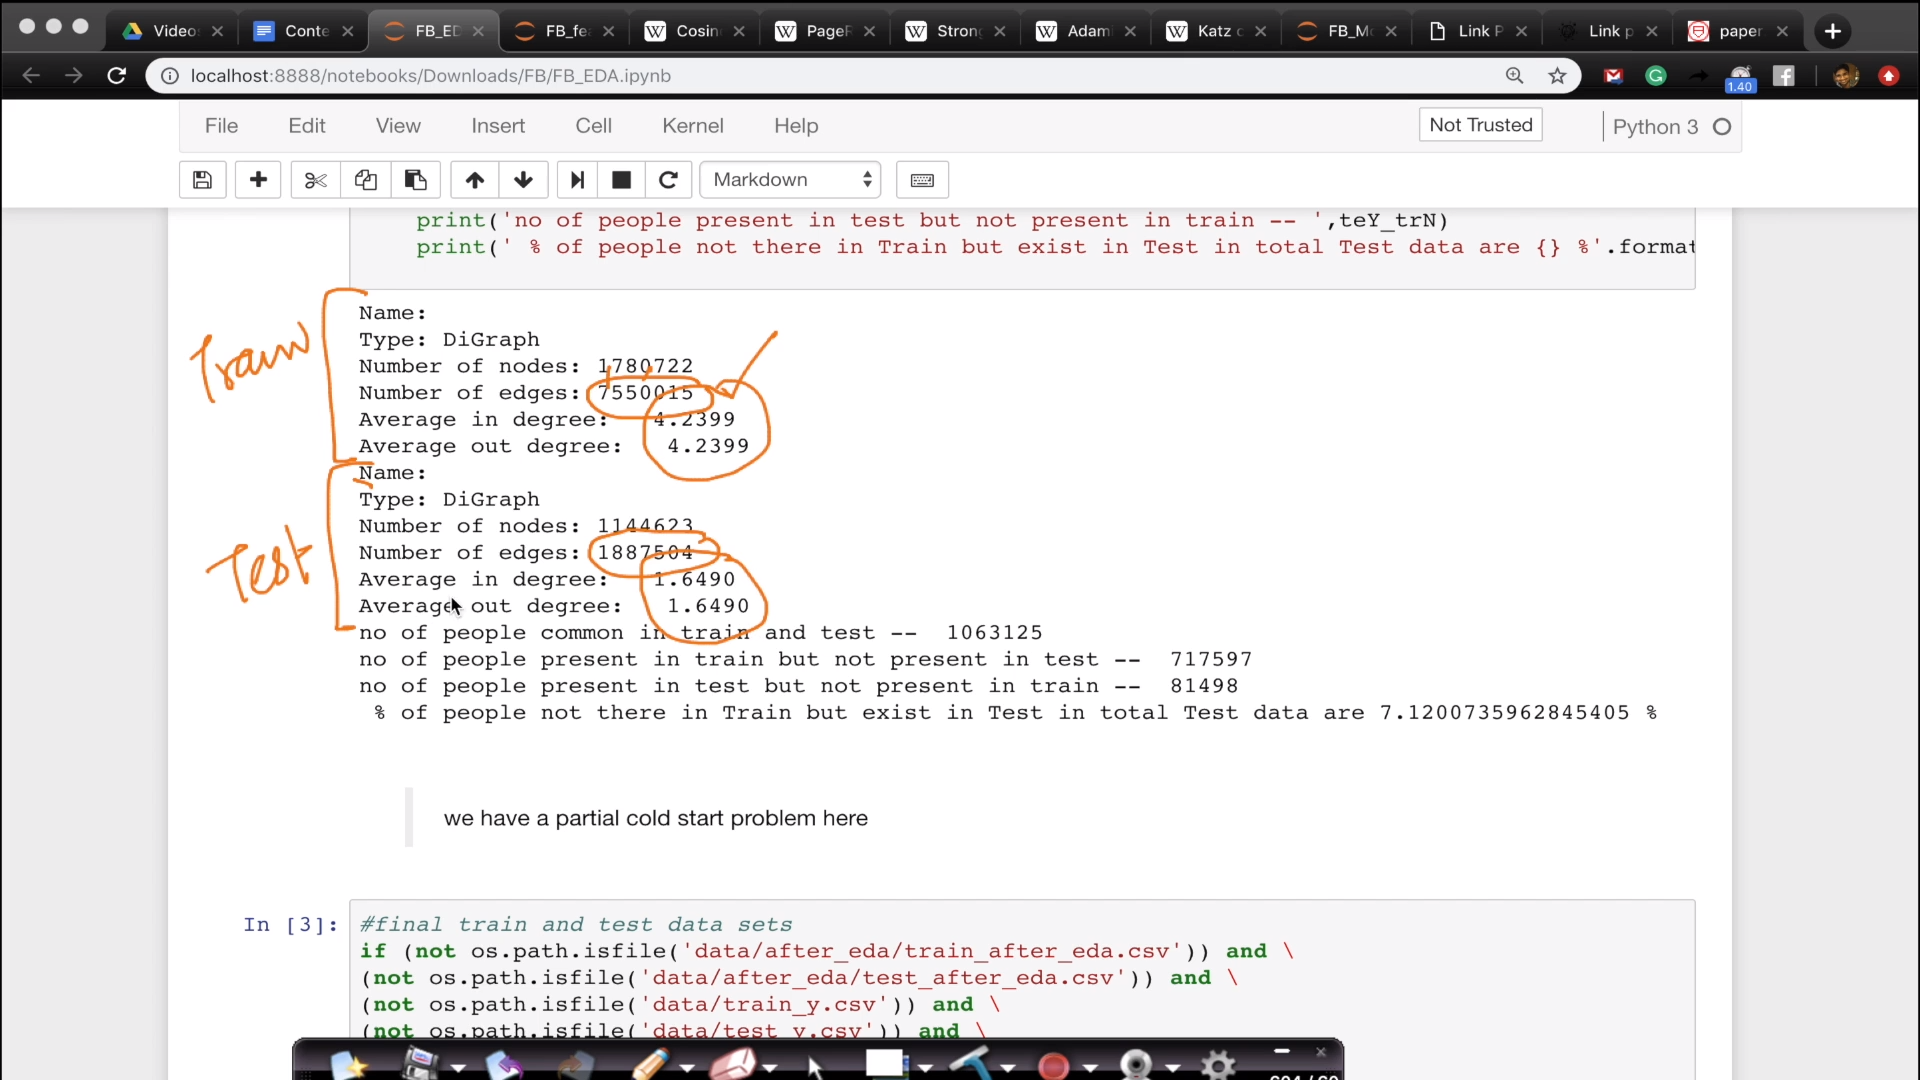 Video
Conte
FB_ED
FB_fea
Cosin
PageR
Strong
Adami
Katz c
FB_Mo
Link P
Link p
paper
localhost:8888/notebooks/Downloads/FB/FB_EDA.ipynb
1.40
File Edit View Insert Cell Kernel Help
Not Trusted
Python 3
Markdown
print('no of people present in test but not present in train -- ',teY_trN)
print(' % of people not there in Train but exist in Test in total Test data are {} %'.format
Train
Name:
Type: DiGraph
Number of nodes: 1780722
Number of edges: 7550015
Average in degree: 4.2399
Average out degree: 4.2399
Test
Name:
Type: DiGraph
Number of nodes: 1144623
Number of edges: 1887504
Average in degree: 1.6490
Average out degree: 1.6490
no of people common in train and test -- 1063125
no of people present in train but not present in test -- 717597
no of people present in test but not present in train -- 81498
% of people not there in Train but exist in Test in total Test data are 7.1200735962845405 %
we have a partial cold start problem here
In [3]:
#final train and test data sets
if (not os.path.isfile('data/after_eda/train_after_eda.csv')) and \
(not os.path.isfile('data/after_eda/test_after_eda.csv')) and \
(not os.path.isfile('data/train_y.csv')) and \
(not os.path.isfile('data/test_y.csv')) and \